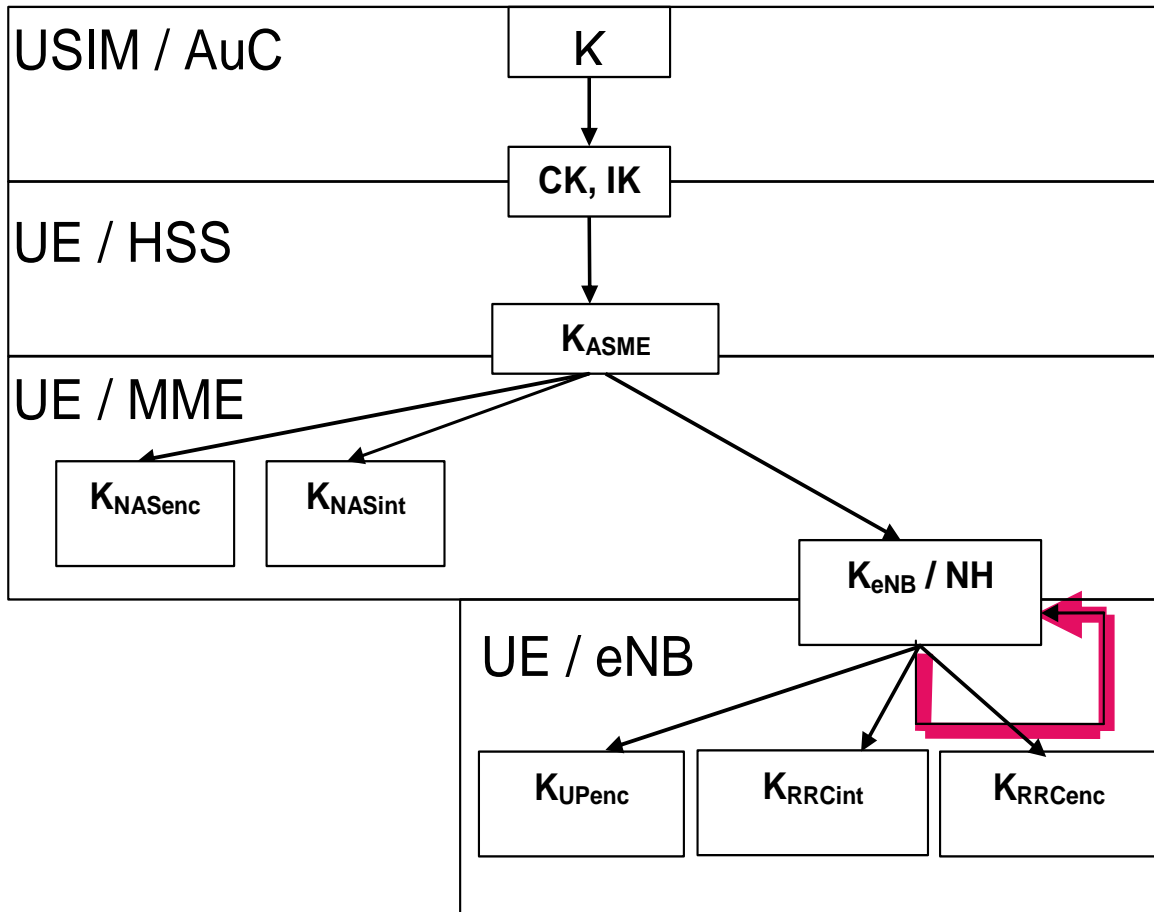 USIM / AuC
K
CK, IK
UE / HSS
KASME
UE / MME
KNASenc
KNASint
KeNB / NH
UE / eNB
KUPenc
KRRCint
KRRCenc